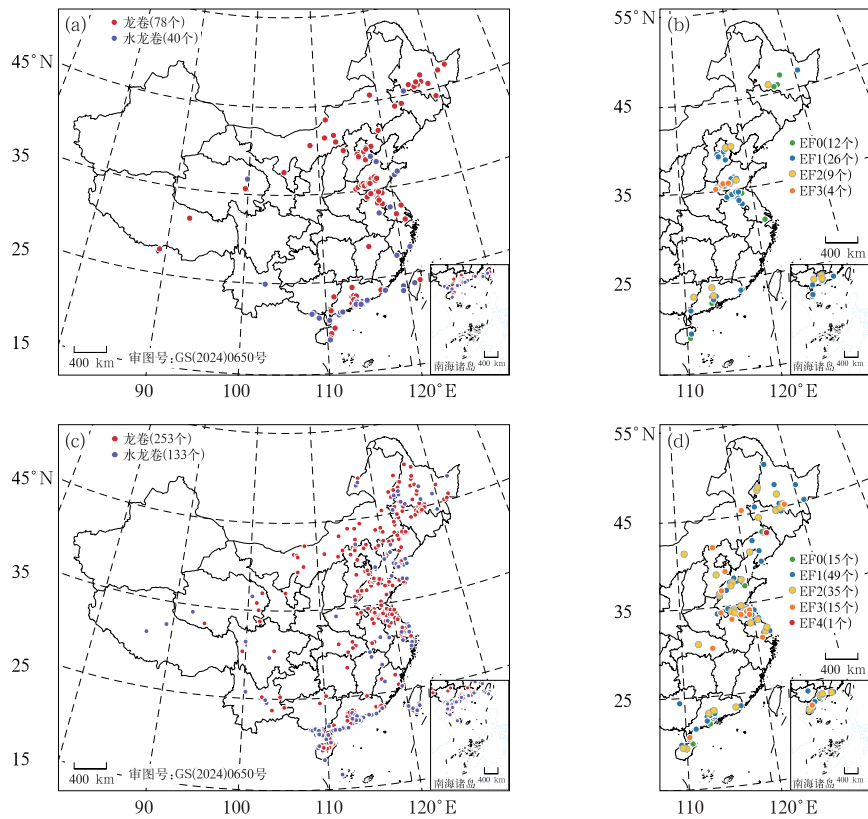 (a)
龙卷(78个)
水龙卷(40个)
45°N
35
25
15
90
100
110
120°E
400 km
审图号:GS(2024)0650号
南海诸岛
400 km
(b)
55°N
45
35
25
110
120°E
EF0(12个)
EF1(26个)
EF2(9个)
EF3(4个)
400 km
南海诸岛
400 km
(c)
龙卷(253个)
水龙卷(133个)
45°N
35
25
15
90
100
110
120°E
400 km
审图号:GS(2024)0650号
南海诸岛
400 km
(d)
55°N
45
35
25
110
120°E
EF0(15个)
EF1(49个)
EF2(35个)
EF3(15个)
EF4(1个)
400 km
南海诸岛
400 km